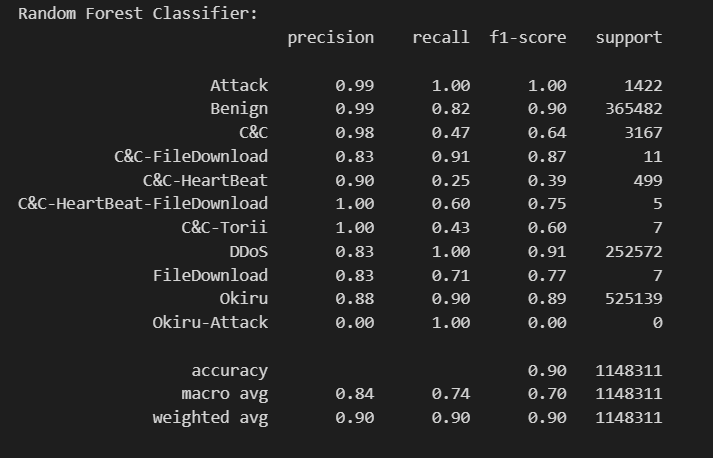 Random Forest Classifier:
precision recall f1-score support
Attack 0.99 1.00 1.00 1422
Benign 0.99 0.82 0.90 365482
C&C 0.98 0.47 0.64 3167
C&C-FileDownload 0.83 0.91 0.87 11
C&C-HeartBeat 0.90 0.25 0.39 499
C&C-HeartBeat-FileDownload 1.00 0.60 0.75 5
C&C-Torii 1.00 0.43 0.60 7
DDoS 0.83 1.00 0.91 252572
FileDownload 0.83 0.71 0.77 7
Okiru 0.88 0.90 0.89 525139
Okiru-Attack 0.00 1.00 0.00 0
accuracy 0.90 1148311
macro avg 0.84 0.74 0.70 1148311
weighted avg 0.90 0.90 0.90 1148311